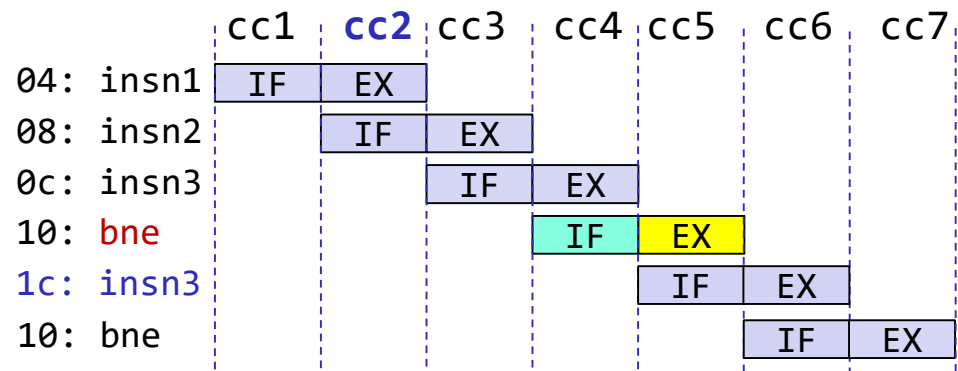 cc1 cc2 cc3 cc4 cc5 cc6 cc7
04: insn1 IF EX
08: insn2 IF EX
0c: insn3 IF EX
10: bne IF EX
1c: insn3 IF EX
10: bne IF EX